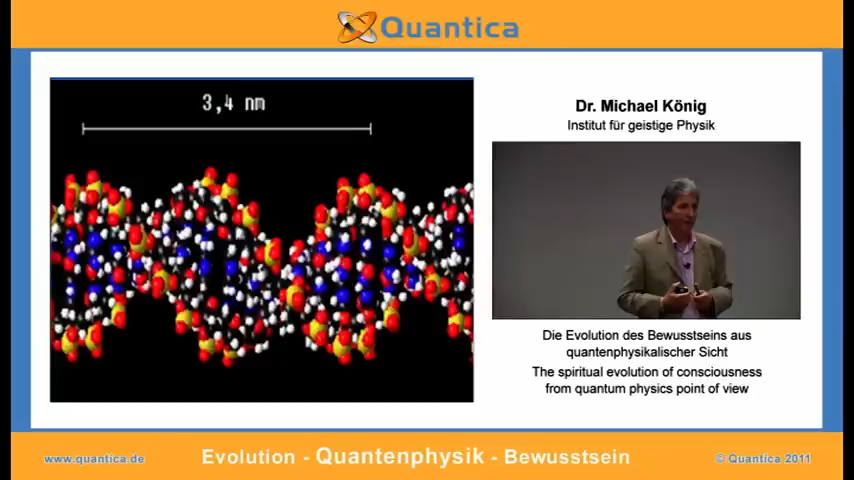 Quantica
3,4 nm
Dr. Michael König
Institut für geistige Physik
Die Evolution des Bewusstseins aus
quantenphysikalischer Sicht
The spiritual evolution of consciousness
from quantum physics point of view
www.quantica.de
Evolution - Quantenphysik - Bewusstsein
© Quantica 2011